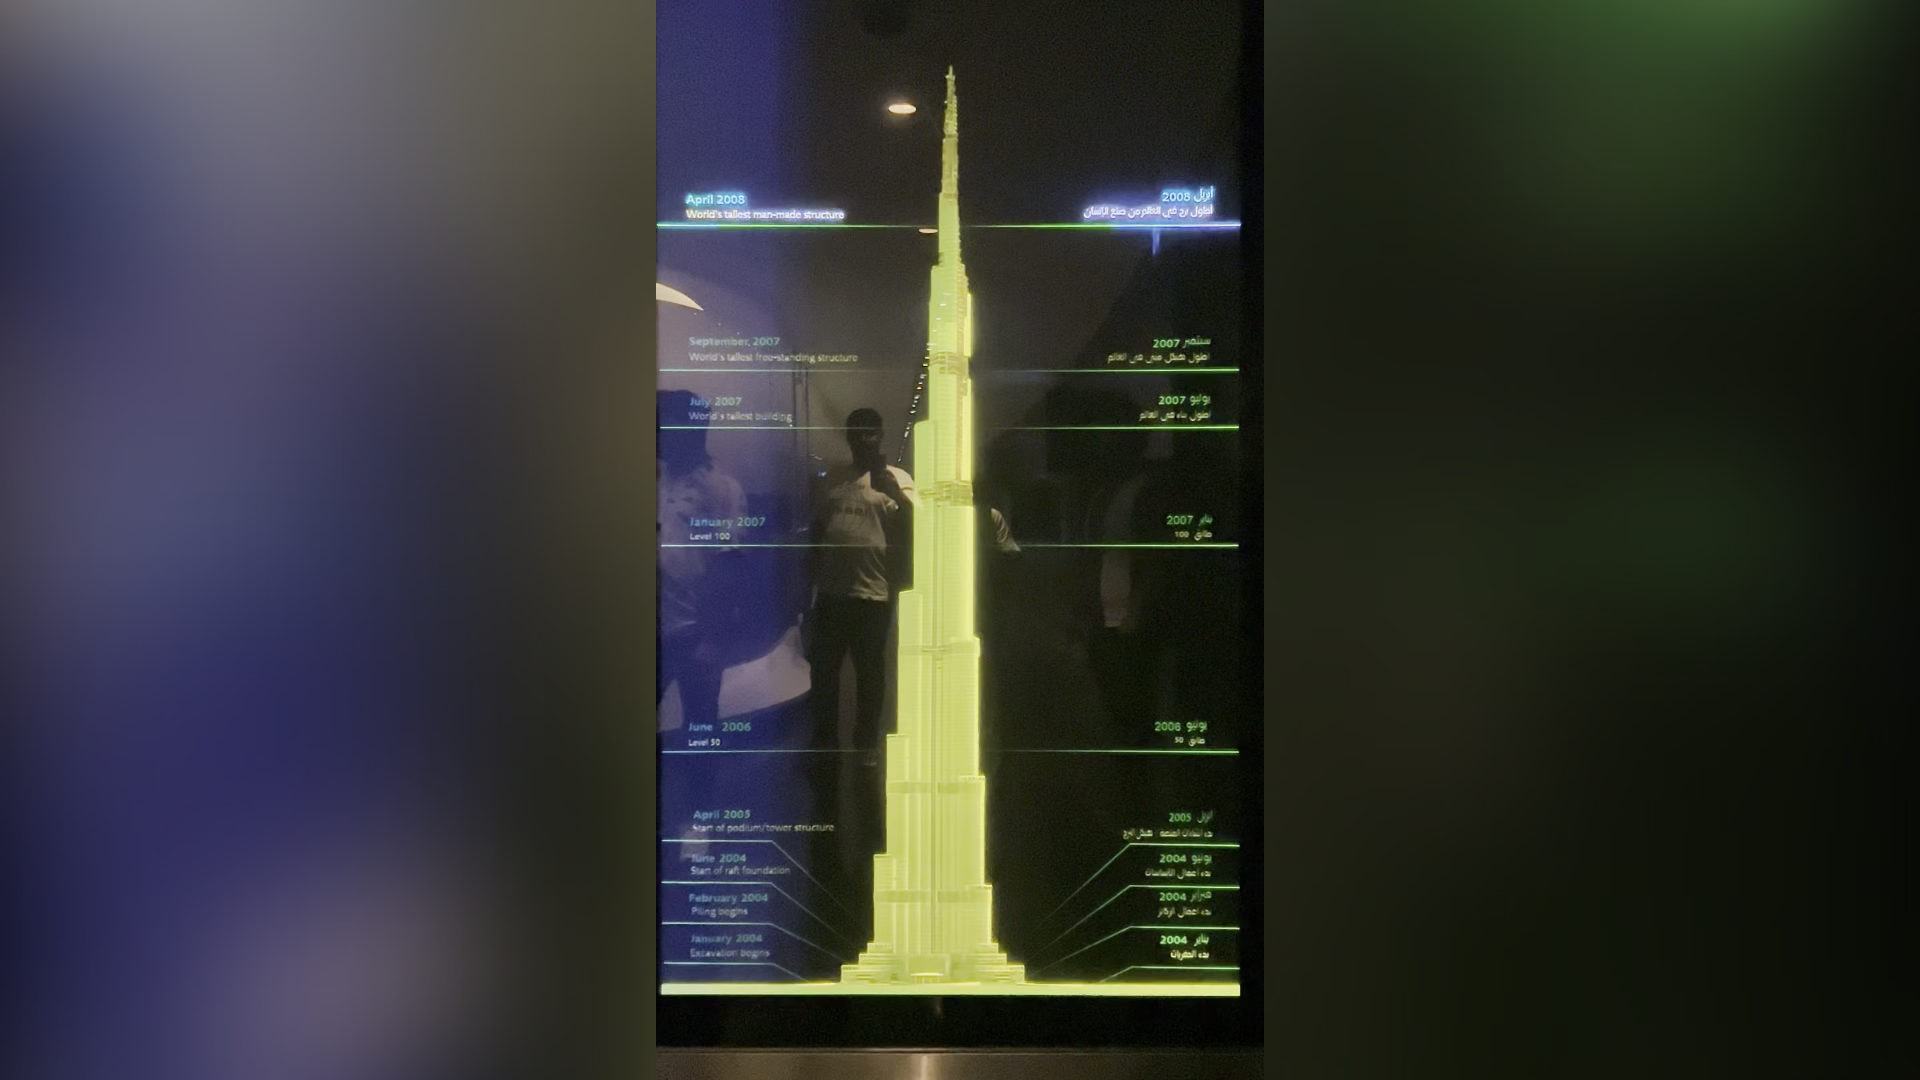 April 2008
World's tallest man-made structure
أبريل 2008
أطول برج في العالم من صنع الإنسان
September, 2007
World's tallest free-standing structure
سبتمبر 2007
أطول هيكل مبني في العالم
July 2007
World's tallest building
يوليو 2007
أطول بناء في العالم
January 2007
Level 100
يناير 2007
طابق 100
June 2006
Level 50
يونيو 2006
طابق 50
April 2005
Start of podium/tower structure
أبريل 2005
June 2004
Start of raft foundation
يونيو 2004
بدء أعمال الأساسات
February 2004
Piling begins
فبراير 2004
بدء أعمال الركائز
January 2004
Excavation begins
يناير 2004
بدء الحفريات